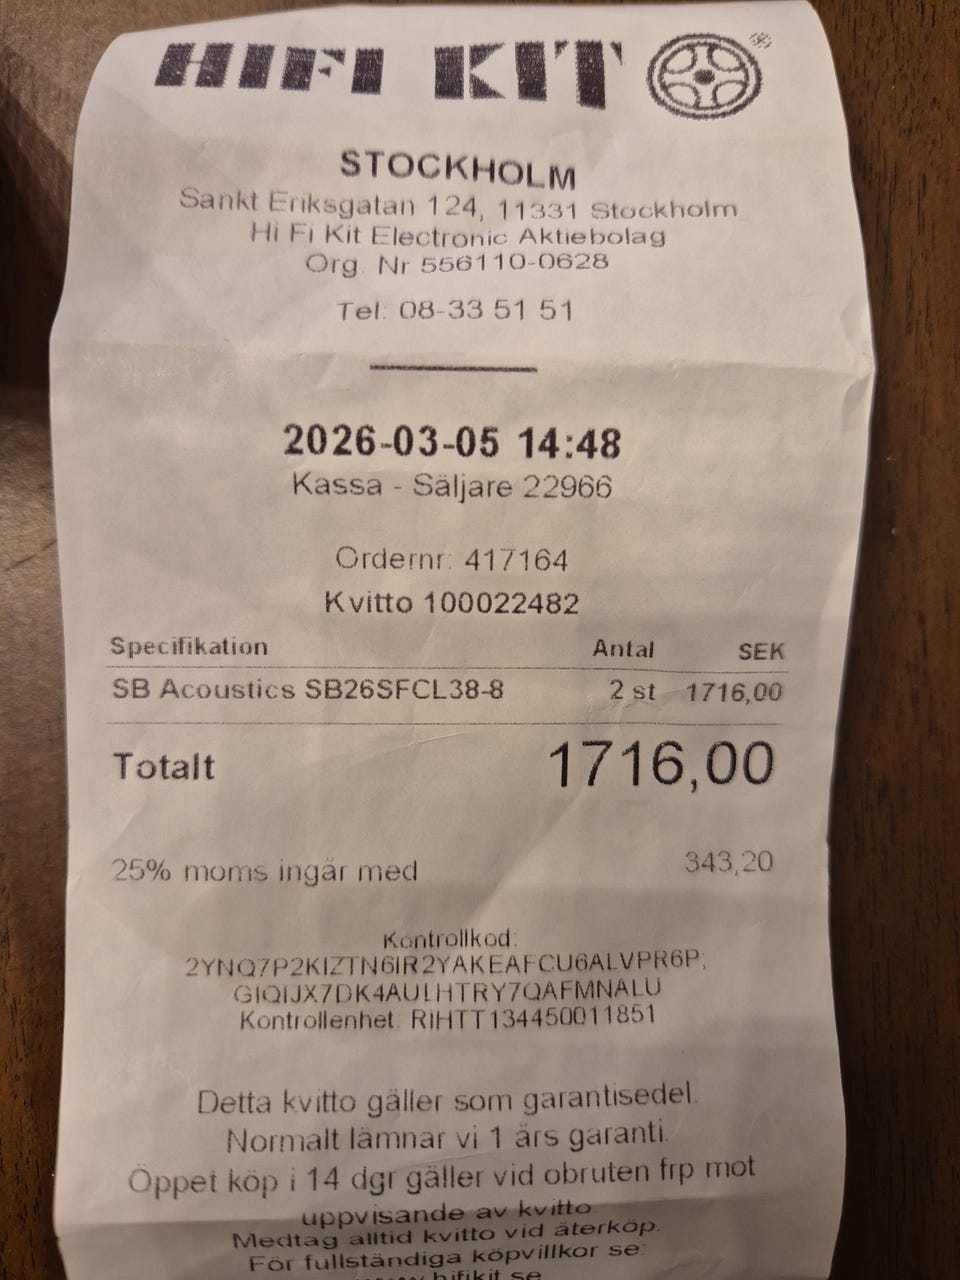 HIFI KIT ®
STOCKHOLM
Sankt Eriksgatan 124, 11331 Stockholm
Hi Fi Kit Electronic Aktiebolag
Org. Nr 556110-0628
Tel: 08-33 51 51
2026-03-05 14:48
Kassa - Säljare 22966
Ordernr: 417164
Kvitto 100022482
Specifikation Antal SEK
SB Acoustics SB26SFCL38-8 2 st 1716,00
Totalt 1716,00
25% moms ingår med 343,20
Kontrollkod:
2YNQ7P2KIZTN6IR2YAKEAFCU6ALVPR6P;
GIQIJX7DK4AULHTRY7QAFMNALU
Kontrollenhet: RIHTT134450011851
Detta kvitto gäller som garantisedel.
Normalt lämnar vi 1 års garanti.
Öppet köp i 14 dgr gäller vid obruten frp mot
uppvisande av kvitto.
Medtag alltid kvitto vid återköp.
För fullständiga köpvillkor se:
www.hifikit.se